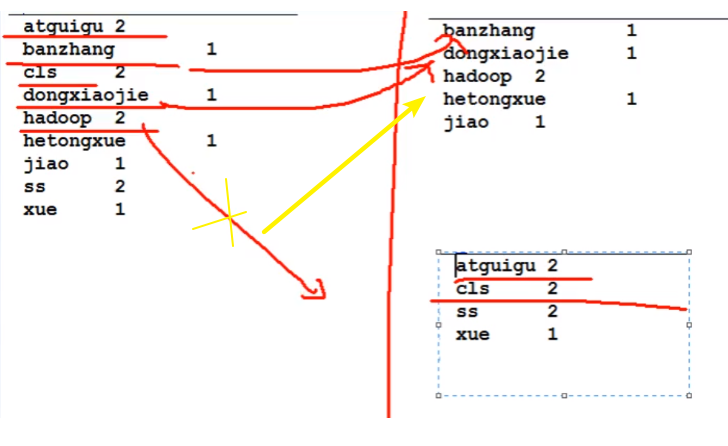 atguigu 2
banzhang 1
cls 2
dongxiaojie 1
hadoop 2
hetongxue 1
jiao 1
ss 2
xue 1
banzhang 1
dongxiaojie 1
hadoop 2
hetongxue 1
jiao 1
atguigu 2
cls 2
ss 2
xue 1